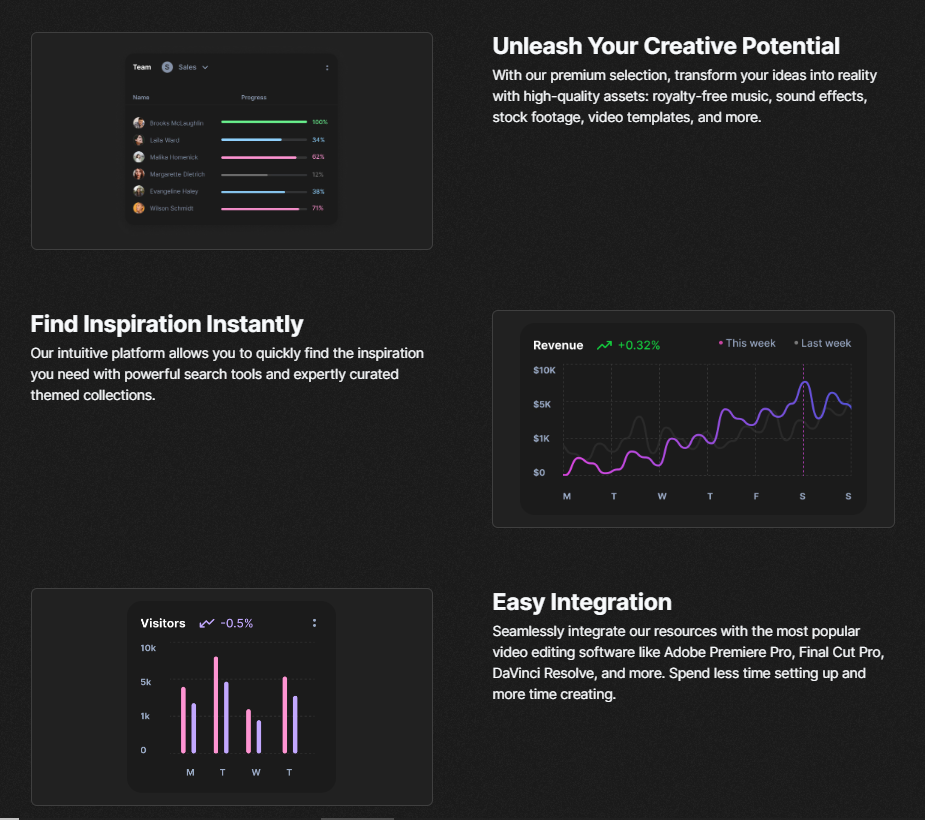 Team S Sales
Name Progress
Brooks McLaughlin 100%
Leila Ward 34%
Malika Homenick 62%
Margarette Dietrich 12%
Evangeline Haley 38%
Wilson Schmidt 71%
Unleash Your Creative Potential
With our premium selection, transform your ideas into reality
with high-quality assets: royalty-free music, sound effects,
stock footage, video templates, and more.
Find Inspiration Instantly
Our intuitive platform allows you to quickly find the inspiration
you need with powerful search tools and expertly curated
themed collections.
Revenue +0.32% This week Last week
$10K
$5K
$1K
$0
M T W T F S S
Visitors -0.5%
10k
5k
1k
0
M T W T
Easy Integration
Seamlessly integrate our resources with the most popular
video editing software like Adobe Premiere Pro, Final Cut Pro,
DaVinci Resolve, and more. Spend less time setting up and
more time creating.